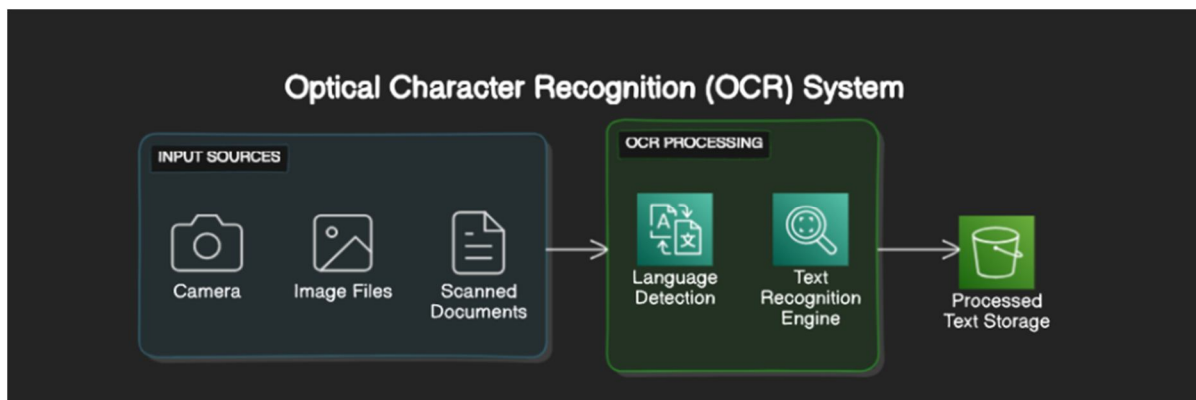 Optical Character Recognition (OCR) System
INPUT SOURCES
Camera
Image Files
Scanned
Documents
OCR PROCESSING
A
文
Language
Detection
Text
Recognition
Engine
Processed
Text Storage